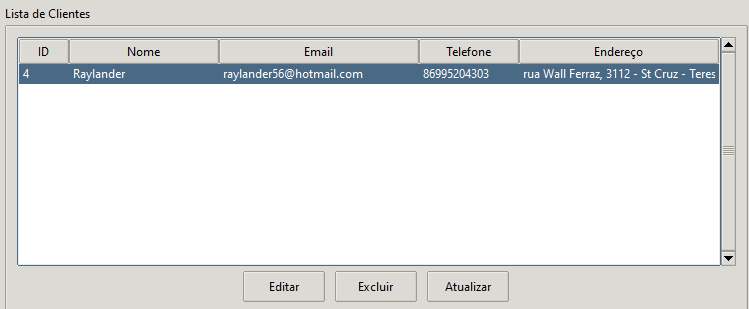 Lista de Clientes
ID Nome Email Telefone Endereço
4 Raylander raylander56@hotmail.com 86995204303 rua Wall Ferraz, 3112 - St Cruz - Teres
Editar Excluir Atualizar